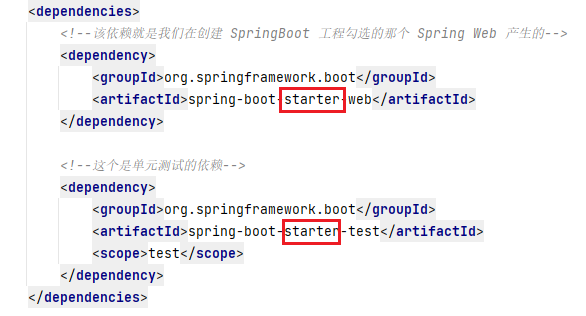 <dependencies>
<!--该依赖就是我们在创建 SpringBoot 工程勾选的那个 Spring Web 产生的-->
<dependency>
<groupId>org.springframework.boot</groupId>
<artifactId>spring-boot-starter-web</artifactId>
</dependency>
<!--这个是单元测试的依赖-->
<dependency>
<groupId>org.springframework.boot</groupId>
<artifactId>spring-boot-starter-test</artifactId>
<scope>test</scope>
</dependency>
</dependencies>